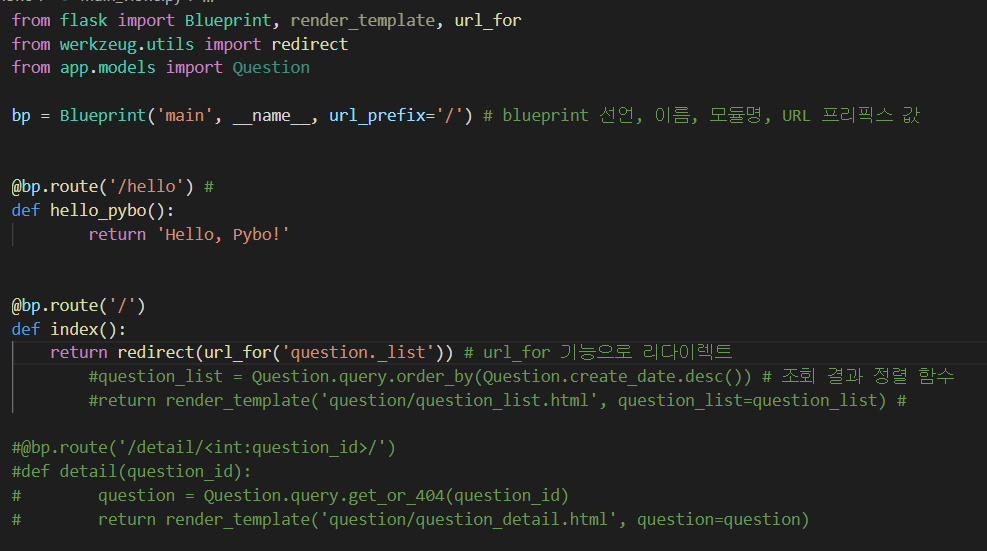 from flask import Blueprint, render_template, url_for
from werkzeug.utils import redirect
from app.models import Question
bp = Blueprint('main', __name__, url_prefix='/') # blueprint 선언, 이름, 모듈명, URL 프리픽스 값
@bp.route('/hello') #
def hello_pybo():
        return 'Hello, Pybo!'
@bp.route('/')
def index():
    return redirect(url_for('question._list')) # url_for 기능으로 리다이렉트
        #question_list = Question.query.order_by(Question.create_date.desc()) # 조회 결과 정렬 함수
        #return render_template('question/question_list.html', question_list=question_list) #
#@bp.route('/detail/<int:question_id>/')
#def detail(question_id):
#        question = Question.query.get_or_404(question_id)
#        return render_template('question/question_detail.html', question=question)